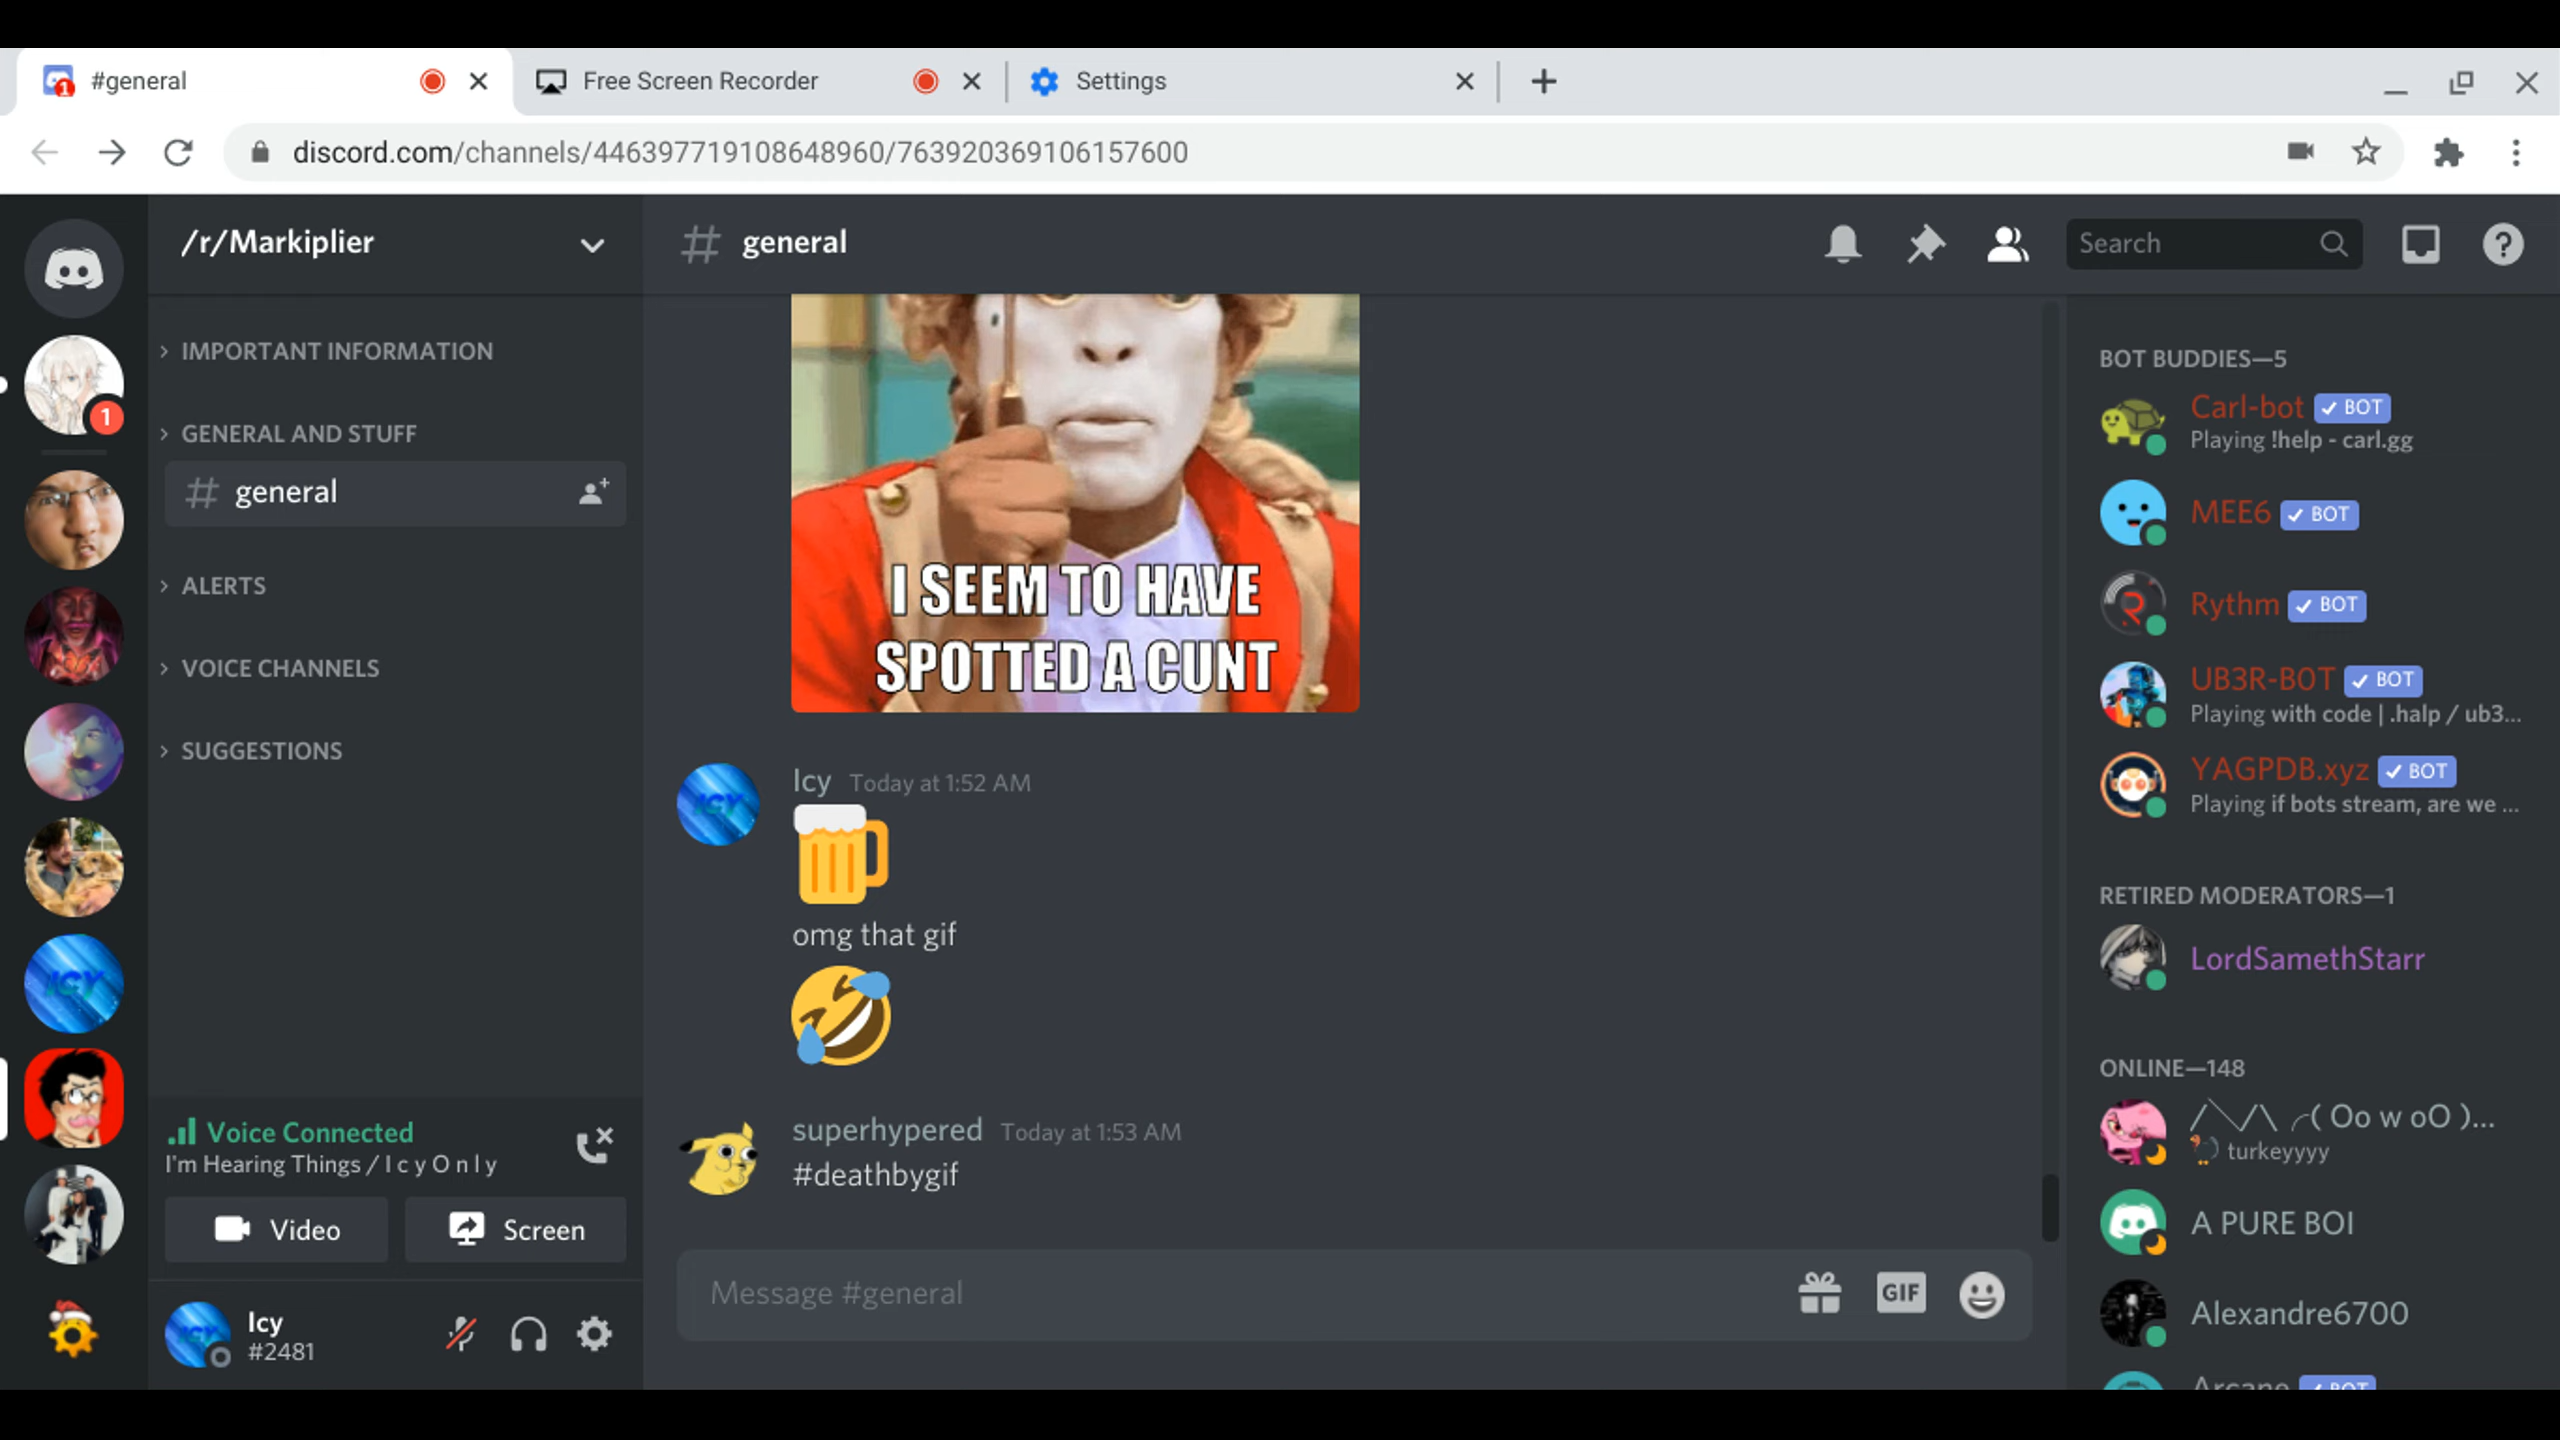 #general
Free Screen Recorder
Settings
discord.com/channels/446397719108648960/763920369106157600
/r/Markiplier
general
Search
1
IMPORTANT INFORMATION
GENERAL AND STUFF
general
ALERTS
VOICE CHANNELS
SUGGESTIONS
ICY
Voice Connected
I'm Hearing Things / I c y O n l y
Video
Screen
Icy
#2481
I SEEM TO HAVE
SPOTTED A CUNT
Icy Today at 1:52 AM
omg that gif
superhypered Today at 1:53 AM
#deathbygif
Message #general
GIF
BOT BUDDIES—5
Carl-bot BOT
Playing !help - carl.gg
MEE6 BOT
Rythm BOT
UB3R-B0T BOT
Playing with code | .halp / ub3...
YAGPDB.xyz BOT
Playing if bots stream, are we ...
RETIRED MODERATORS—1
LordSamethStarr
ONLINE—148
/╲/\ ╭( Oo w oO )...
turkeyyyy
A PURE BOI
Alexandre6700
Arcane BOT